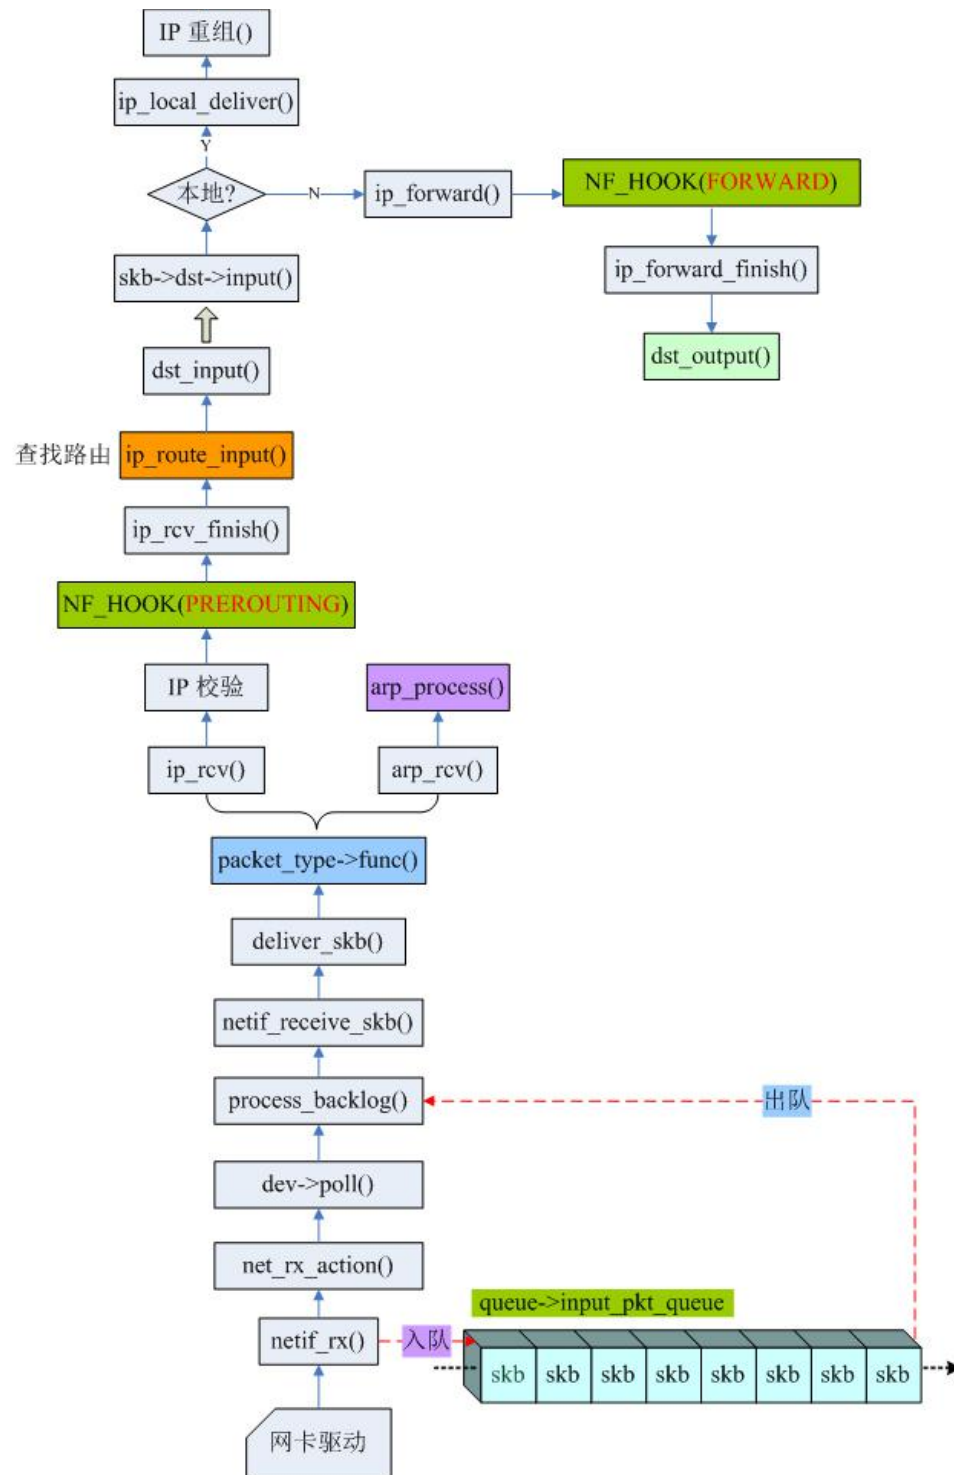 IP 重组()
ip_local_deliver()
Y
本地?
N
ip_forward()
NF_HOOK(FORWARD)
skb->dst->input()
ip_forward_finish()
dst_input()
dst_output()
查找路由
ip_route_input()
ip_rcv_finish()
NF_HOOK(PREROUTING)
IP 校验
arp_process()
ip_rcv()
arp_rcv()
packet_type->func()
deliver_skb()
netif_receive_skb()
process_backlog()
出队
dev->poll()
net_rx_action()
queue->input_pkt_queue
netif_rx()
入队
skb skb skb skb skb skb skb skb
网卡驱动